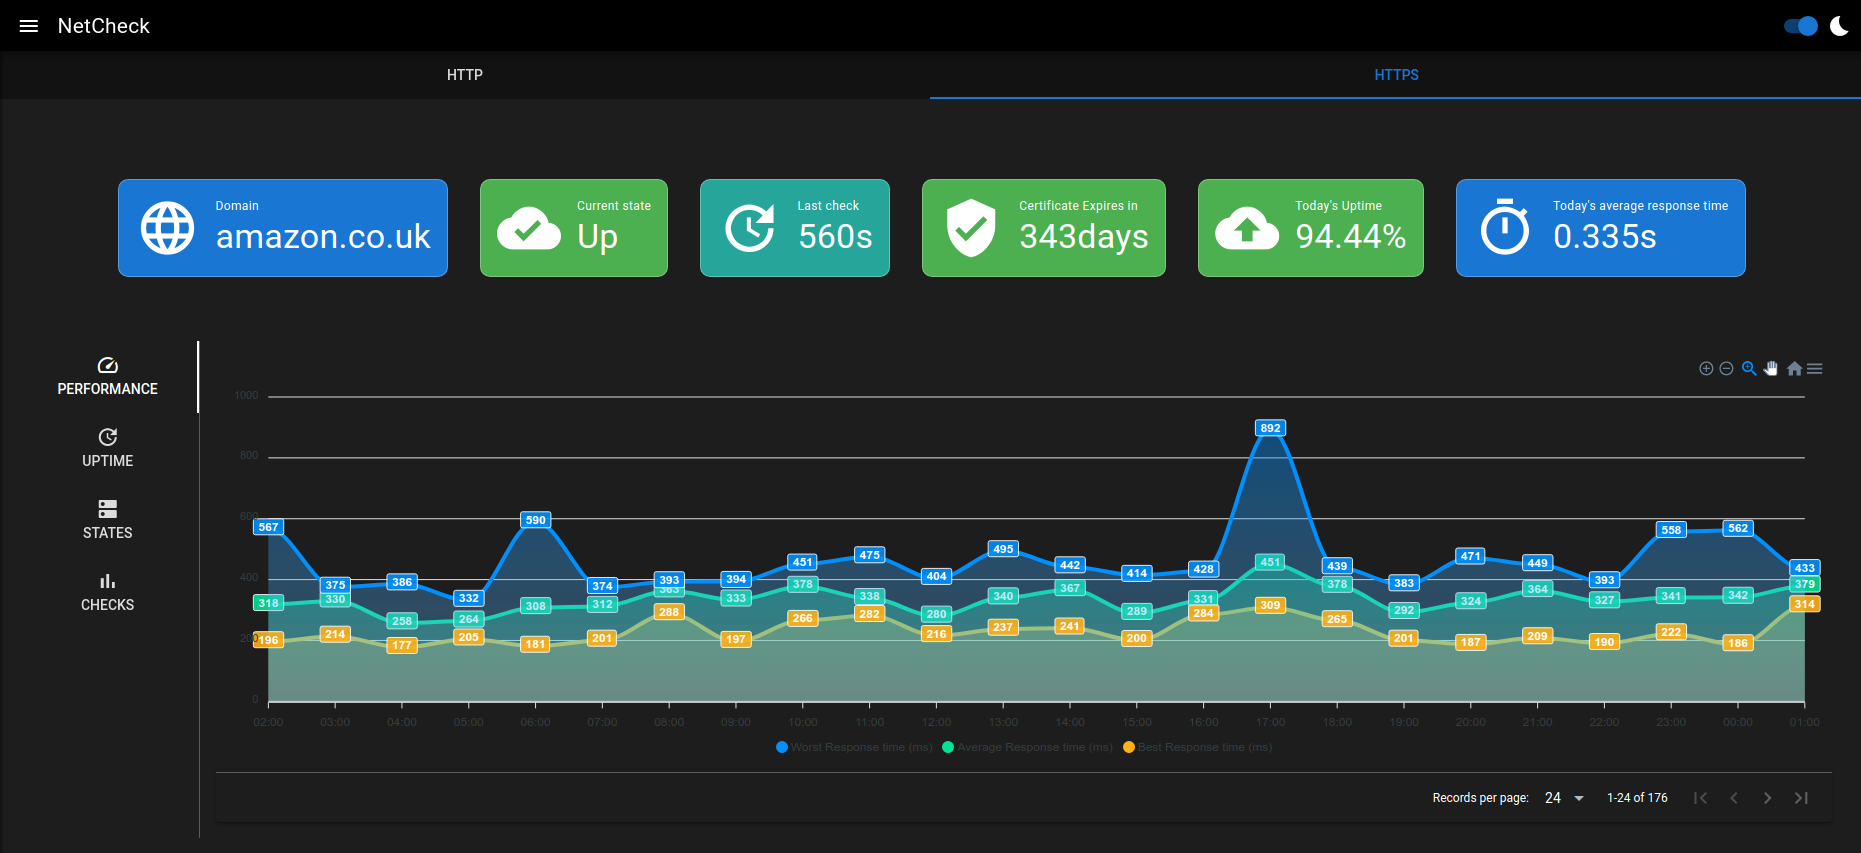 NetCheck
HTTP
HTTPS
Domain
amazon.co.uk
Current state
Up
Last check
560s
Certificate Expires in
343days
Today's Uptime
94.44%
Today's average response time
0.335s
PERFORMANCE
UPTIME
STATES
CHECKS
1000
800
600
400
200
0
567 375 386 332 590 374 393 394 451 475 404 495 442 414 428 892 439 383 471 449 393 558 562 433
318 330 258 264 308 312 363 333 378 338 280 340 367 289 331 451 378 292 324 364 327 341 342 379
196 214 177 205 181 201 288 197 266 282 216 237 241 200 284 309 265 201 187 209 190 222 186 314
02:00 03:00 04:00 05:00 06:00 07:00 08:00 09:00 10:00 11:00 12:00 13:00 14:00 15:00 16:00 17:00 18:00 19:00 20:00 21:00 22:00 23:00 00:00 01:00
Worst Response time (ms) Average Response time (ms) Best Response time (ms)
Records per page: 24 1-24 of 176